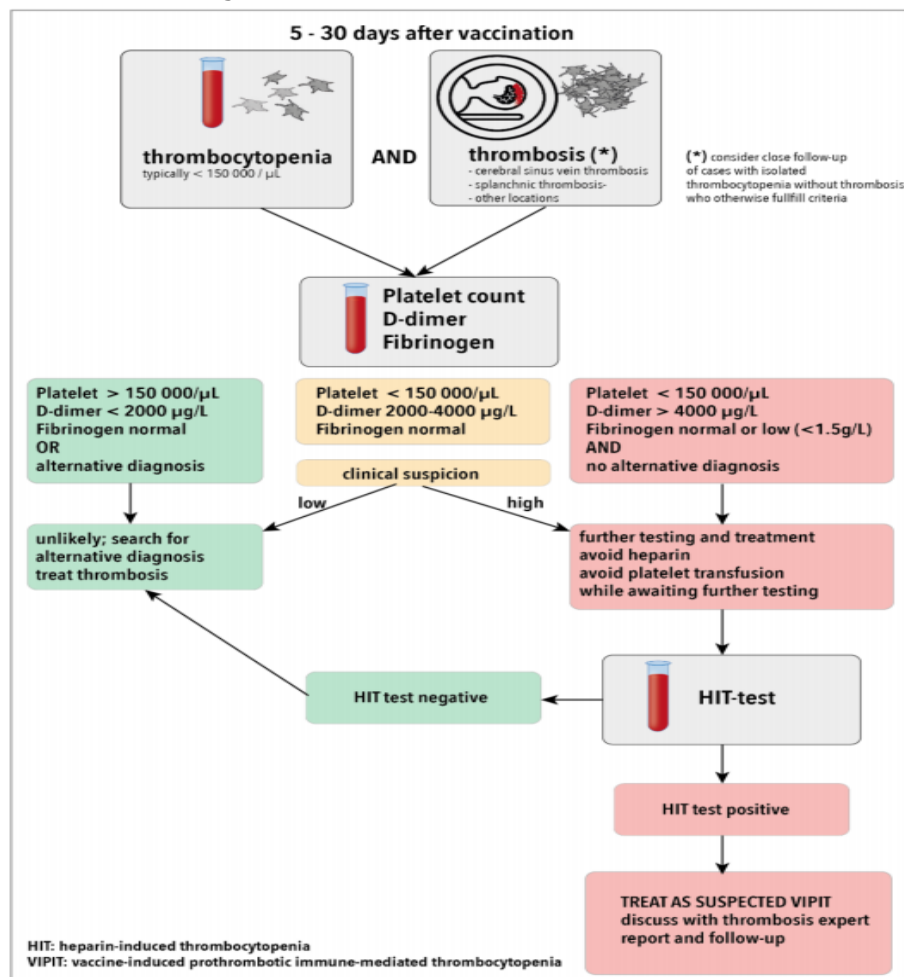 5 - 30 days after vaccination
thrombocytopenia
typically < 150 000 / µL
AND
thrombosis (*)
- cerebral sinus vein thrombosis
- splanchnic thrombosis-
- other locations
(*) consider close follow-up
of cases with isolated
thrombocytopenia without thrombosis
who otherwise fullfill criteria
Platelet count
D-dimer
Fibrinogen
Platelet > 150 000/µL
D-dimer < 2000 µg/L
Fibrinogen normal
OR
alternative diagnosis
Platelet < 150 000/µL
D-dimer 2000-4000 µg/L
Fibrinogen normal
Platelet < 150 000/µL
D-dimer > 4000 µg/L
Fibrinogen normal or low (<1.5g/L)
AND
no alternative diagnosis
clinical suspicion
low
high
unlikely; search for
alternative diagnosis
treat thrombosis
further testing and treatment
avoid heparin
avoid platelet transfusion
while awaiting further testing
HIT test negative
HIT-test
HIT test positive
TREAT AS SUSPECTED VIPIT
discuss with thrombosis expert
report and follow-up
HIT: heparin-induced thrombocytopenia
VIPIT: vaccine-induced prothrombotic immune-mediated thrombocytopenia